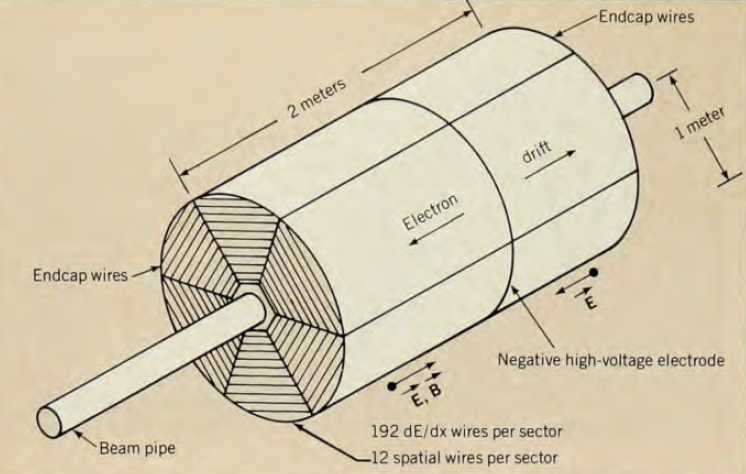 Endcap wires
2 meters
1 meter
drift
Electron
Endcap wires
E
Negative high-voltage electrode
E, B
192 dE/dx wires per sector
12 spatial wires per sector
Beam pipe